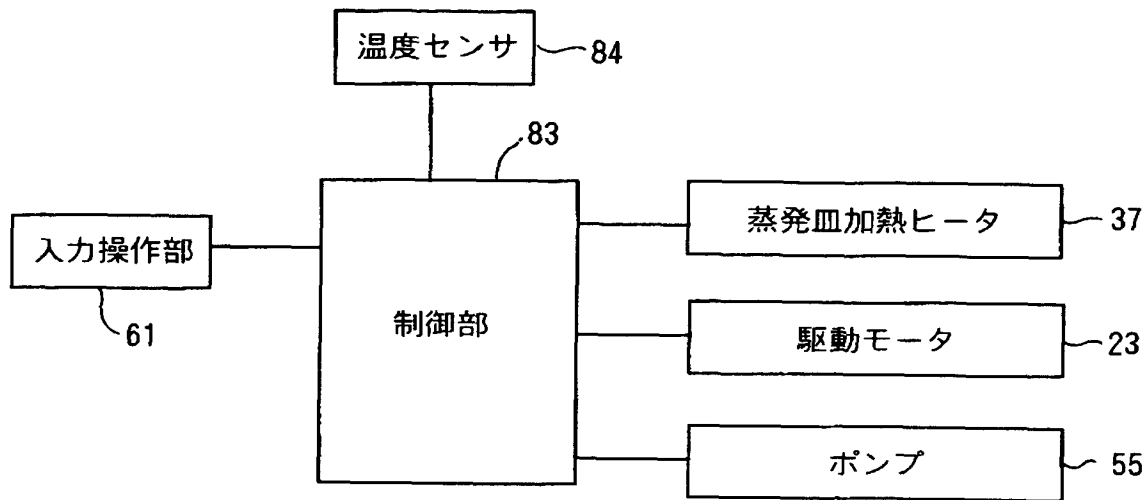 温度センサ
84
83
入力操作部
61
制御部
蒸発皿加熱ヒータ
37
駆動モータ
23
ポンプ
55